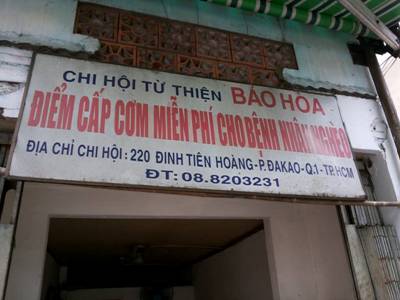 CHI HỘI TỪ THIỆN BẢO HOA
ĐIỂM CẤP CƠM MIỄN PHÍ CHO BỆNH NHÂN NGHÈO
ĐỊA CHỈ CHI HỘI : 220 ĐINH TIÊN HOÀNG-P.ĐAKAO-Q.1-TP.HCM
ĐT: 08.8203231